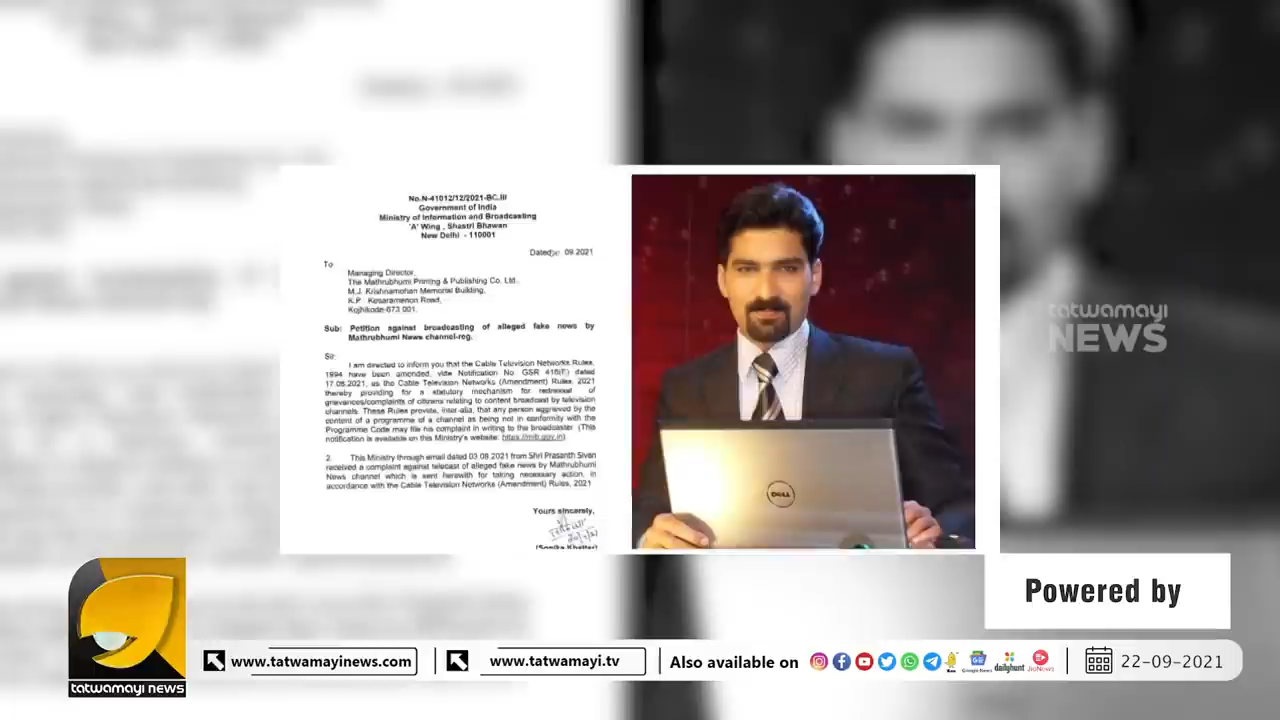 No.N-41012/12/2021-BC.III
Government of India
Ministry of Information and Broadcasting
'A' Wing , Shastri Bhawan
New Delhi - 110001
Dated 09.2021
To
Managing Director,
The Mathrubhumi Printing & Publishing Co. Ltd.,
M.J. Krishnamohan Memorial Building,
K.P. Kesaramenon Road,
Kojhikode-673 001.
Sub: Petition against broadcasting of alleged fake news by
Mathrubhumi News channel-reg.
Sir
I am directed to inform you that the Cable Television Networks Rules,
1994 have been amended, vide Notification No GSR 416(E) dated
17.06.2021, as the Cable Television Networks (Amendment) Rules, 2021
thereby providing for a statutory mechanism for redressal of
grievances/complaints of citizens relating to content broadcast by television
channels. These Rules provide, inter-alia, that any person aggrieved by the
content of a programme of a channel as being not in conformity with the
Programme Code may file his complaint in writing to the broadcaster (This
notification is available on this Ministry's website: https://mib.gov.in)
2. This Ministry through email dated 03.08.2021 from Shri Prasanth Sivan
received a complaint against telecast of alleged fake news by Mathrubhumi
News channel which is sent herewith for taking necessary action, in
accordance with the Cable Television Networks (Amendment) Rules, 2021
Yours sincerely,
(Sonika Khattar)
DELL
tatwamayi
NEWS
Powered by
tatwamayi news
www.tatwamayinews.com
www.tatwamayi.tv
Also available on
Google News
dailyhunt
JioNews
22-09-2021